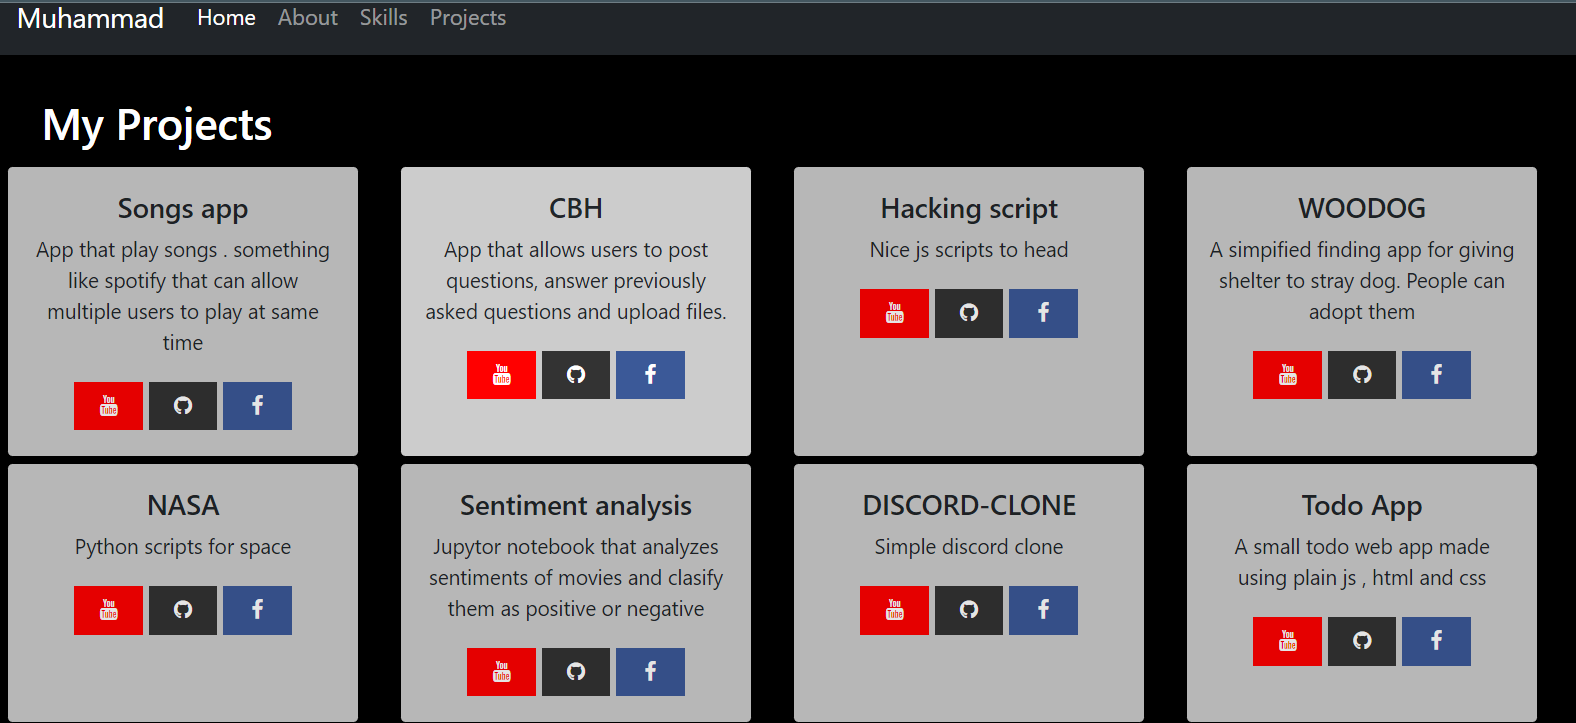 Muhammad Home About Skills Projects
My Projects
Songs app
App that play songs . something
like spotify that can allow
multiple users to play at same
time
You
Tube
CBH
App that allows users to post
questions, answer previously
asked questions and upload files.
You
Tube
Hacking script
Nice js scripts to head
You
Tube
WOODOG
A simpified finding app for giving
shelter to stray dog. People can
adopt them
You
Tube
NASA
Python scripts for space
You
Tube
Sentiment analysis
Jupytor notebook that analyzes
sentiments of movies and clasify
them as positive or negative
You
Tube
DISCORD-CLONE
Simple discord clone
You
Tube
Todo App
A small todo web app made
using plain js , html and css
You
Tube